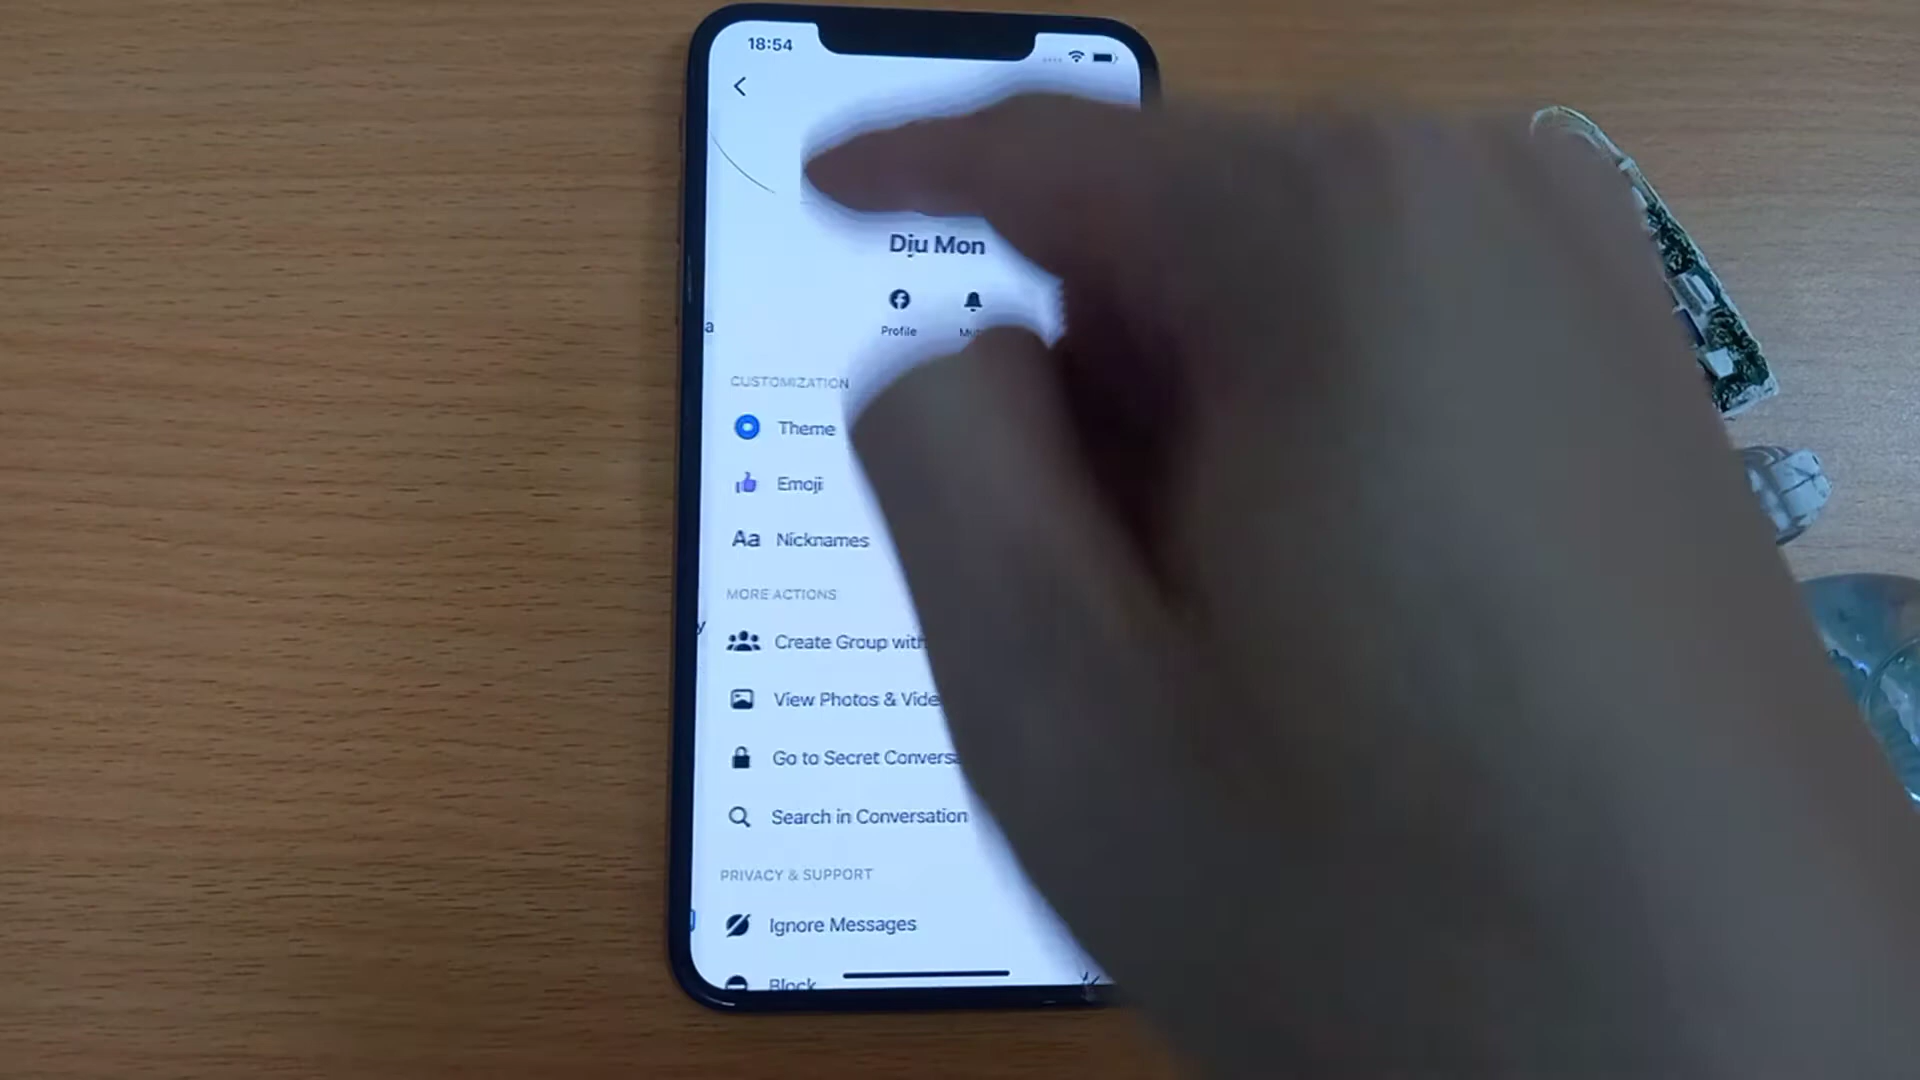 18:54
Dịu Mon
Profile
CUSTOMIZATION
Theme
Emoji
Aa Nicknames
MORE ACTIONS
Create Group with
View Photos & Vide
Go to Secret Convers
Search in Conversation
PRIVACY & SUPPORT
Ignore Messages
Block